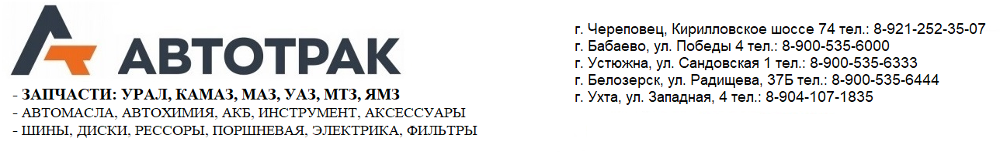 АВТОТРАК
- ЗАПЧАСТИ: УРАЛ, КАМАЗ, МАЗ, УАЗ, МТЗ, ЯМЗ
- АВТОМАСЛА, АВТОХИМИЯ, АКБ, ИНСТРУМЕНТ, АКСЕССУАРЫ
- ШИНЫ, ДИСКИ, РЕССОРЫ, ПОРШНЕВАЯ, ЭЛЕКТРИКА, ФИЛЬТРЫ
г. Череповец, Кирилловское шоссе 74 тел.: 8-921-252-35-07
г. Бабаево, ул. Победы 4 тел.: 8-900-535-6000
г. Устюжна, ул. Сандовская 1 тел.: 8-900-535-6333
г. Белозерск, ул. Радищева, 37Б тел.: 8-900-535-6444
г. Ухта, ул. Западная, 4 тел.: 8-904-107-1835